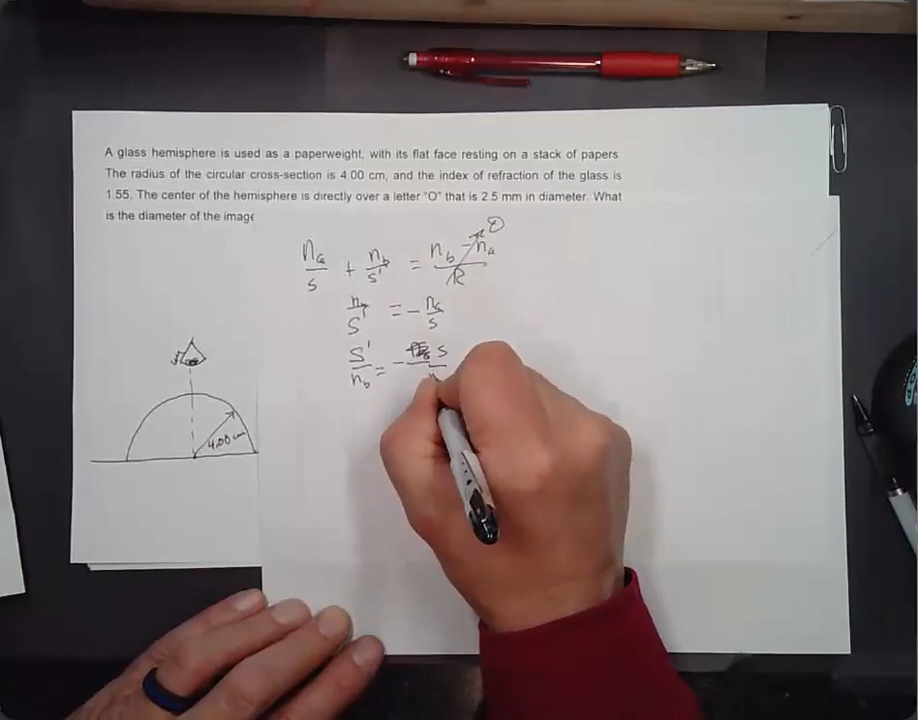 A glass hemisphere is used as a paperweight, with its flat face resting on a stack of papers
The radius of the circular cross-section is 4.00 cm, and the index of refraction of the glass is
1.55. The center of the hemisphere is directly over a letter "O" that is 2.5 mm in diameter. What
is the diameter of the image
na/s + nb/s' = nb - na/R 0
nb/s' = - na/s
s'/nb = - s
4.00 cm